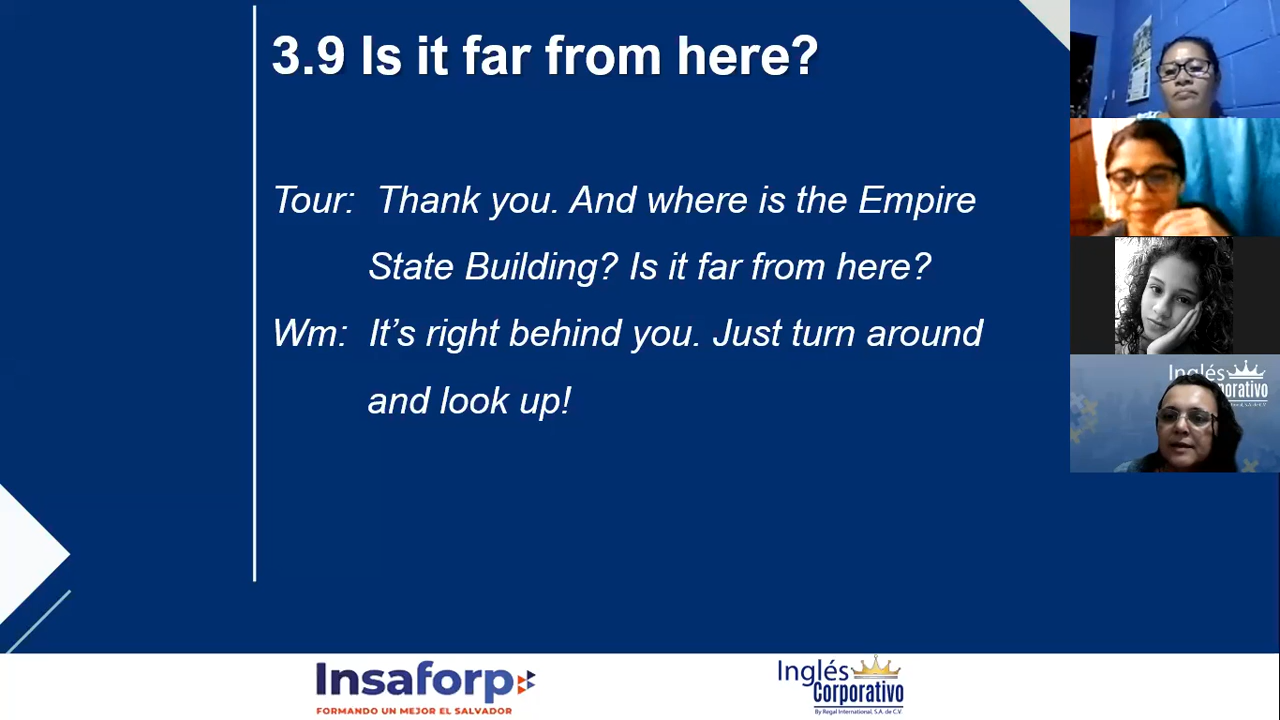 3.9 Is it far from here?
Tour: Thank you. And where is the Empire
State Building? Is it far from here?
Wm: It's right behind you. Just turn around
and look up!
Inglés
Corporativo
Insaforp
FORMANDO UN MEJOR EL SALVADOR
Inglés
Corporativo
By Regal International, S.A. de C.V.